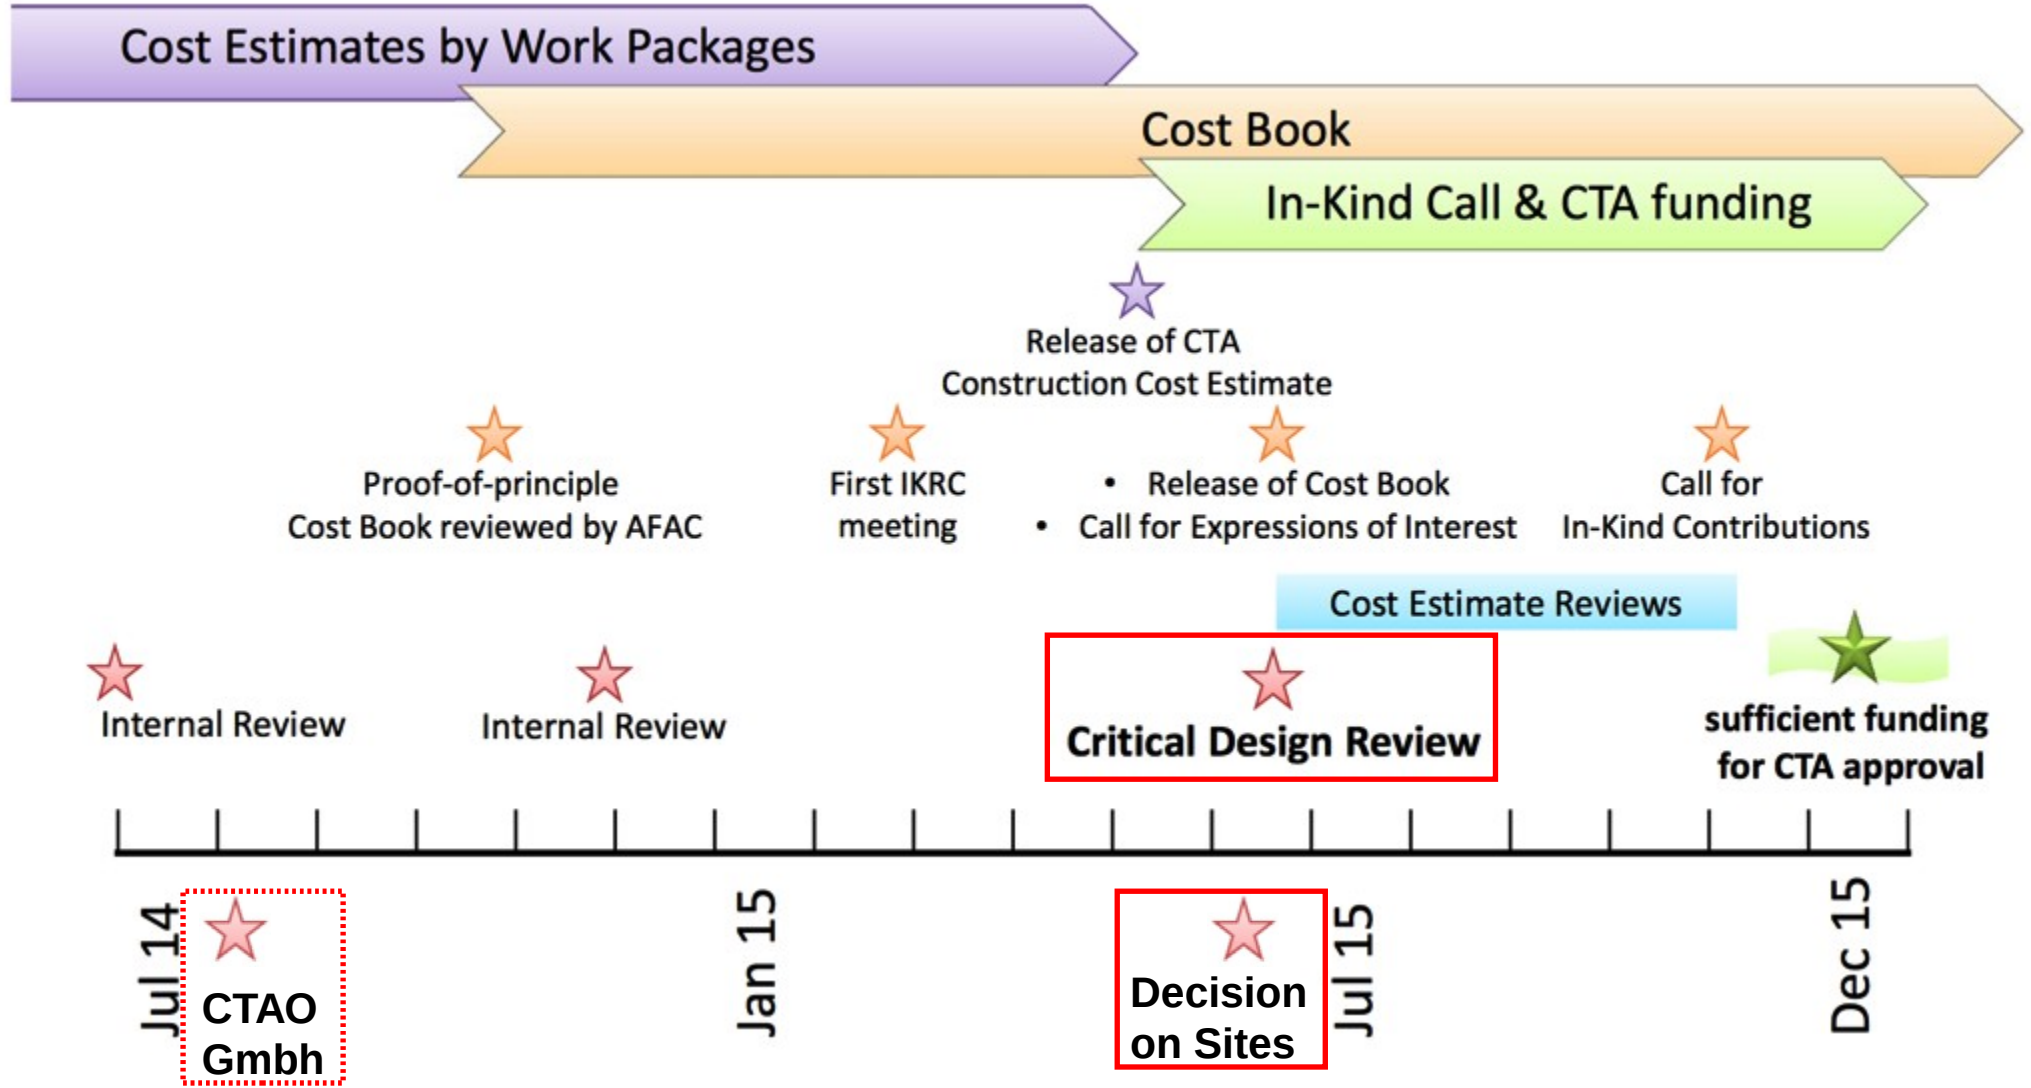 Cost Estimates by Work Packages
Cost Book
In-Kind Call & CTA funding
Release of CTA
Construction Cost Estimate
Proof-of-principle
Cost Book reviewed by AFAC
First IKRC
meeting
• Release of Cost Book
• Call for Expressions of Interest
Call for
In-Kind Contributions
Cost Estimate Reviews
Internal Review
Internal Review
Critical Design Review
sufficient funding
for CTA approval
Jul 14
CTAO
Gmbh
Jan 15
Decision
on Sites
Jul 15
Dec 15